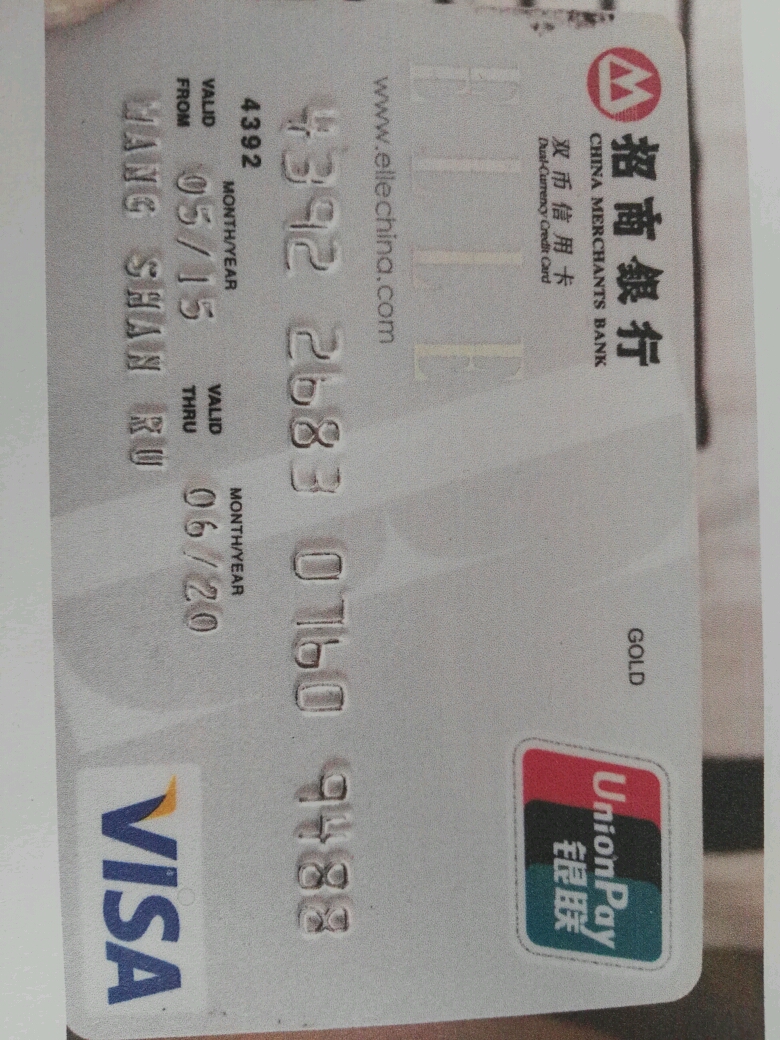 招商银行
CHINA MERCHANTS BANK
双币信用卡
Dual-Currency Credit Card
GOLD
UnionPay
银联
ELLE
www.ellechina.com
4392 2683 0760 9488
4392
MONTH/YEAR MONTH/YEAR
VALID FROM 05/15 VALID THRU 06/20
WANG SHAN RU
VISA